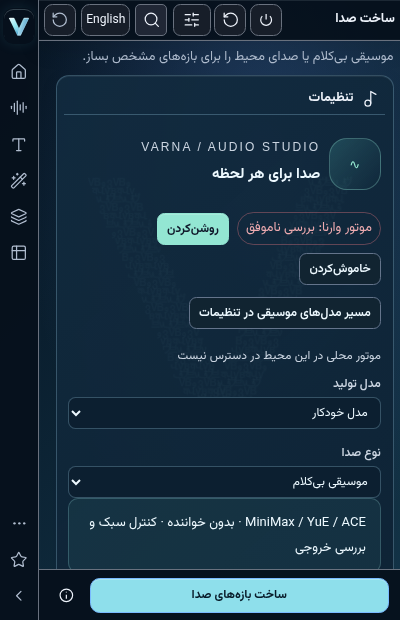 ساخت صدا
English
موسیقی بی‌کلام یا صدای محیط را برای بازه‌های مشخص بساز.
تنظیمات
VARNA / AUDIO STUDIO
صدا برای هر لحظه
موتور وارنا: بررسی ناموفق
روشن‌کردن
خاموش‌کردن
مسیر مدل‌های موسیقی در تنظیمات
موتور محلی در این محیط در دسترس نیست
مدل تولید
مدل خودکار
نوع صدا
موسیقی بی‌کلام
MiniMax / YuE / ACE · بدون خواننده · کنترل سبک و
بررسی خروجی
ساخت بازه‌های صدا